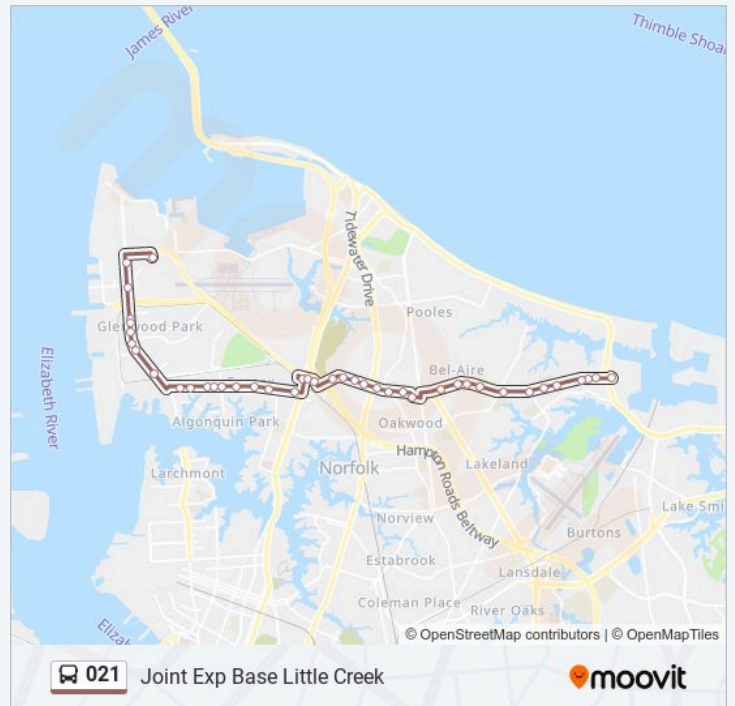 James River
Thimble Shoa
Tidewater Drive
Pooles
Glenwood Park
Bel-Aire
Elizabeth River
Algonquin Park
Oakwood
Hampton Roads Beltway
Larchmont
Norfolk
Lakeland
Lake Smi
Norview
Burtons
Estabrook
Lansdale
Coleman Place
River Oaks
Eliza
© OpenStreetMap contributors | © OpenMapTiles
021 Joint Exp Base Little Creek
moovit